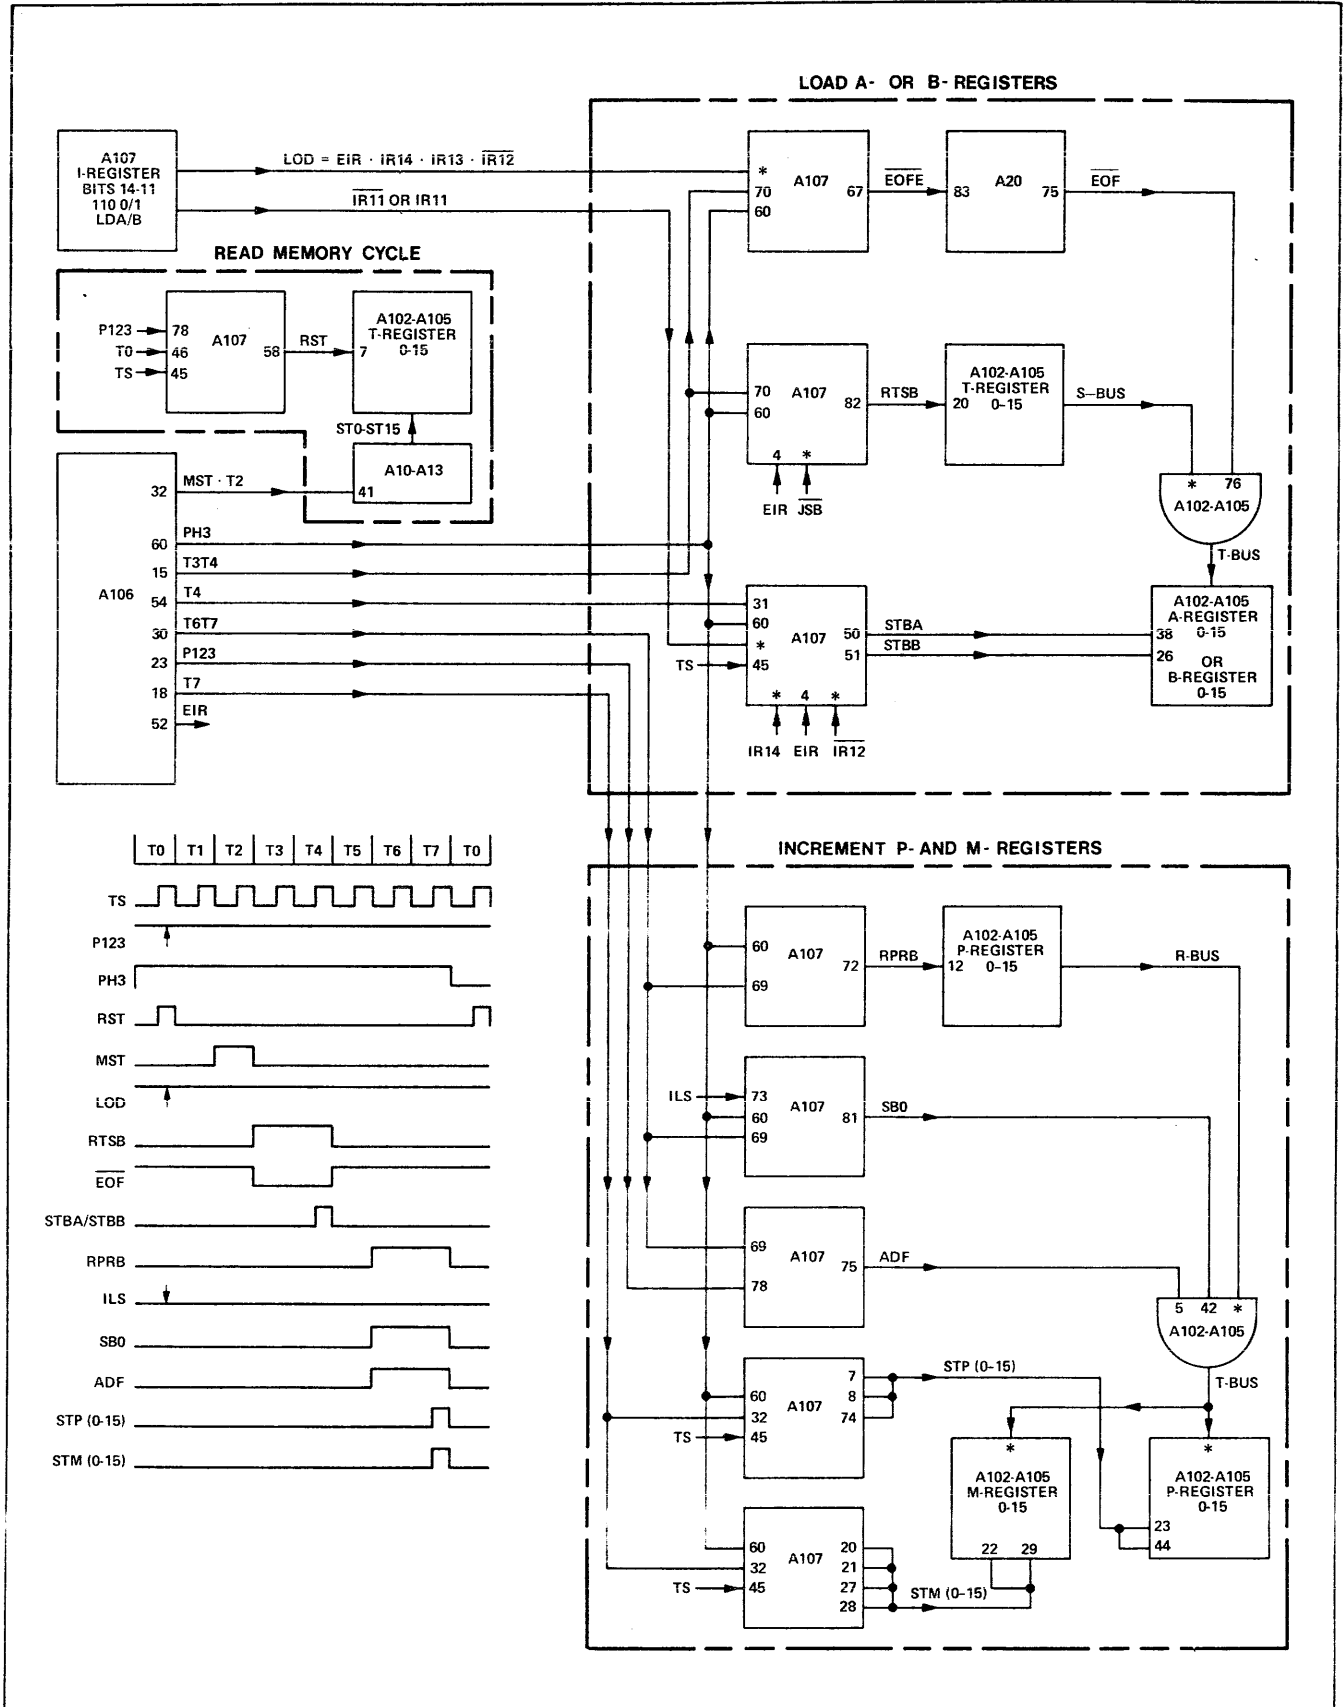 LOAD A- OR B- REGISTERS
A107
I-REGISTER
BITS 14-11
110 0/1
LDA/B
LOD = EIR · IR14 · IR13 · I̅R̅1̅2̅
I̅R̅1̅1̅ OR IR11
*
70
60
A107
67
E̅O̅F̅E̅
83
A20
75
E̅O̅F̅
READ MEMORY CYCLE
P123
T0
TS
78
46
45
A107
58
RST
A102-A105
T-REGISTER
0-15
7
ST0-ST15
A10-A13
41
70
60
A107
82
4
*
EIR
J̅S̅B̅
RTSB
A102-A105
T-REGISTER
20
0-15
S-BUS
*
76
A102-A105
T-BUS
A106
32
MST · T2
60
PH3
15
T3T4
54
T4
30
T6T7
23
P123
18
T7
52
EIR
31
60
*
45
TS
A107
50
51
STBA
STBB
*
4
*
IR14
EIR
I̅R̅1̅2̅
A102-A105
A-REGISTER
38
0-15
26
OR
B-REGISTER
0-15
T0 T1 T2 T3 T4 T5 T6 T7 T0
TS
P123
PH3
RST
MST
LOD
RTSB
E̅O̅F̅
STBA/STBB
RPRB
ILS
SB0
ADF
STP (0-15)
STM (0-15)
INCREMENT P- AND M- REGISTERS
60
69
A107
72
RPRB
A102-A105
P-REGISTER
12
0-15
R-BUS
ILS
73
60
69
A107
81
SB0
69
78
A107
75
ADF
5
42
*
A102-A105
T-BUS
60
32
TS
45
A107
7
8
74
STP (0-15)
*
A102-A105
M-REGISTER
0-15
22
29
*
A102-A105
P-REGISTER
0-15
23
44
60
32
TS
45
A107
20
21
27
28
STM (0-15)